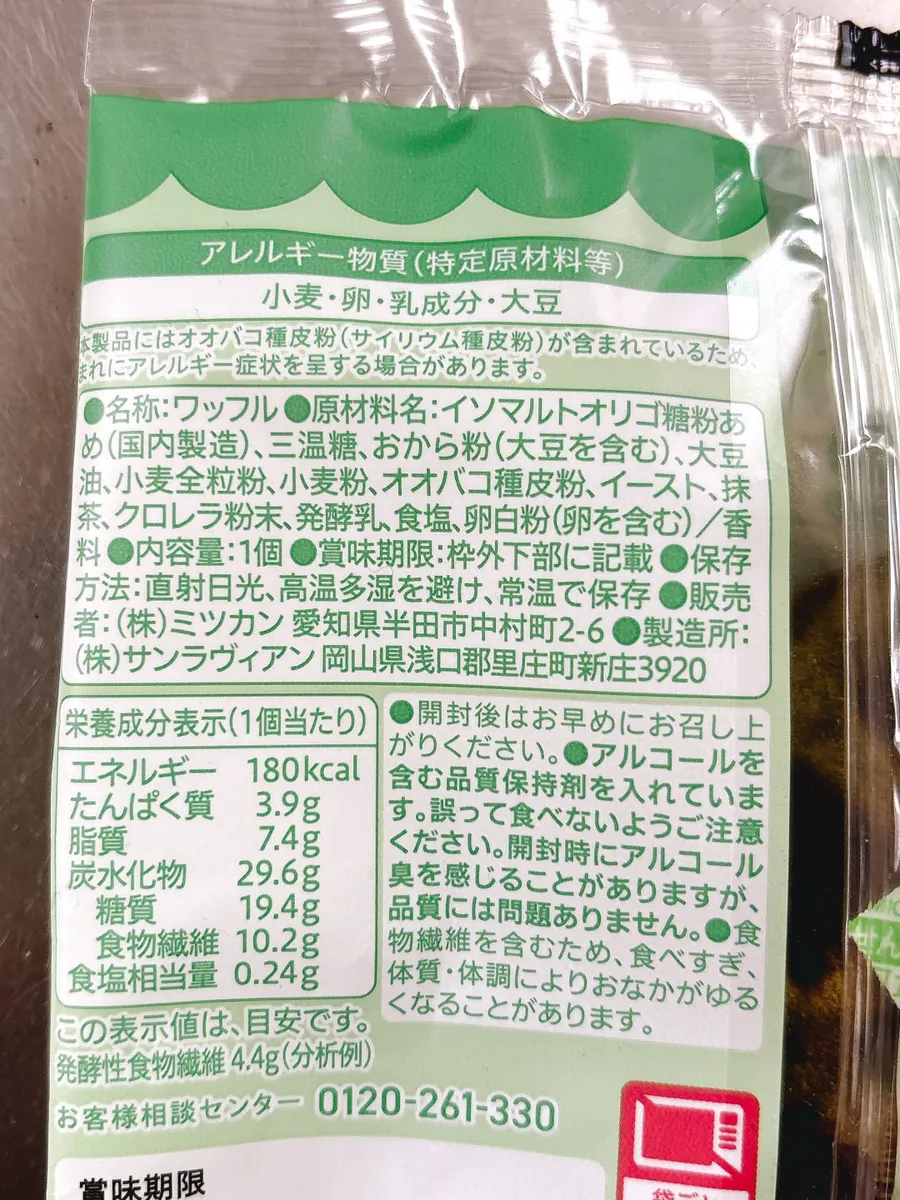 アレルギー物質(特定原材料等)
小麦・卵・乳成分・大豆
本製品にはオオバコ種皮粉(サイリウム種皮粉)が含まれているため、
まれにアレルギー症状を呈する場合があります。
●名称:ワッフル ●原材料名:イソマルトオリゴ糖粉あ
め(国内製造)、三温糖、おから粉(大豆を含む)、大豆
油、小麦全粒粉、小麦粉、オオバコ種皮粉、イースト、抹
茶、クロレラ粉末、発酵乳、食塩、卵白粉(卵を含む)/香
料 ●内容量:1個 ●賞味期限:枠外下部に記載 ●保存
方法:直射日光、高温多湿を避け、常温で保存 ●販売
者:(株)ミツカン 愛知県半田市中村町2-6 ●製造所:
(株)サンラヴィアン 岡山県浅口郡里庄町新庄3920
栄養成分表示(1個当たり)
エネルギー 180kcal
たんぱく質 3.9g
脂質 7.4g
炭水化物 29.6g
糖質 19.4g
食物繊維 10.2g
食塩相当量 0.24g
この表示値は、目安です。
発酵性食物繊維 4.4g(分析例)
●開封後はお早めにお召し上
がりください。●アルコールを
含む品質保持剤を入れていま
す。誤って食べないようご注意
ください。開封時にアルコール
臭を感じることがありますが、
品質には問題ありません。●食
物繊維を含むため、食べすぎ、
体質・体調によりおなかがゆる
くなることがあります。
お客様相談センター 0120-261-330
賞味期限